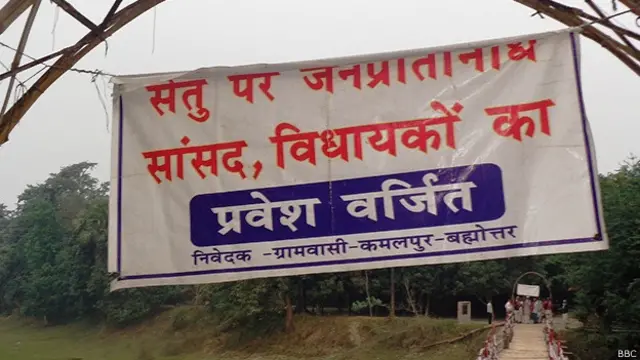 सेतु पर जनप्रतिनिधि
सांसद, विधायकों का
प्रवेश वर्जित
निवेदक -ग्रामवासी-कमलपुर-बह्मोत्तर
BBC